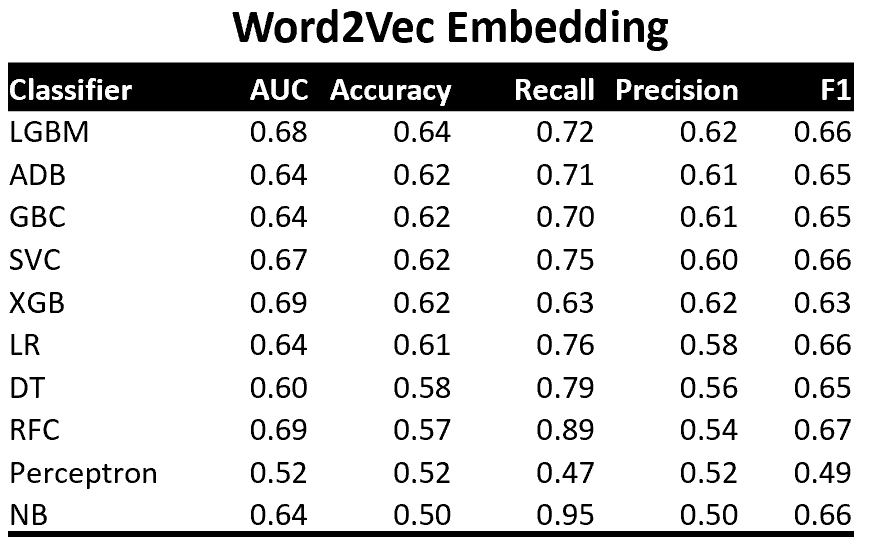 Word2Vec Embedding
Classifier AUC Accuracy Recall Precision F1
LGBM 0.68 0.64 0.72 0.62 0.66
ADB 0.64 0.62 0.71 0.61 0.65
GBC 0.64 0.62 0.70 0.61 0.65
SVC 0.67 0.62 0.75 0.60 0.66
XGB 0.69 0.62 0.63 0.62 0.63
LR 0.64 0.61 0.76 0.58 0.66
DT 0.60 0.58 0.79 0.56 0.65
RFC 0.69 0.57 0.89 0.54 0.67
Perceptron 0.52 0.52 0.47 0.52 0.49
NB 0.64 0.50 0.95 0.50 0.66